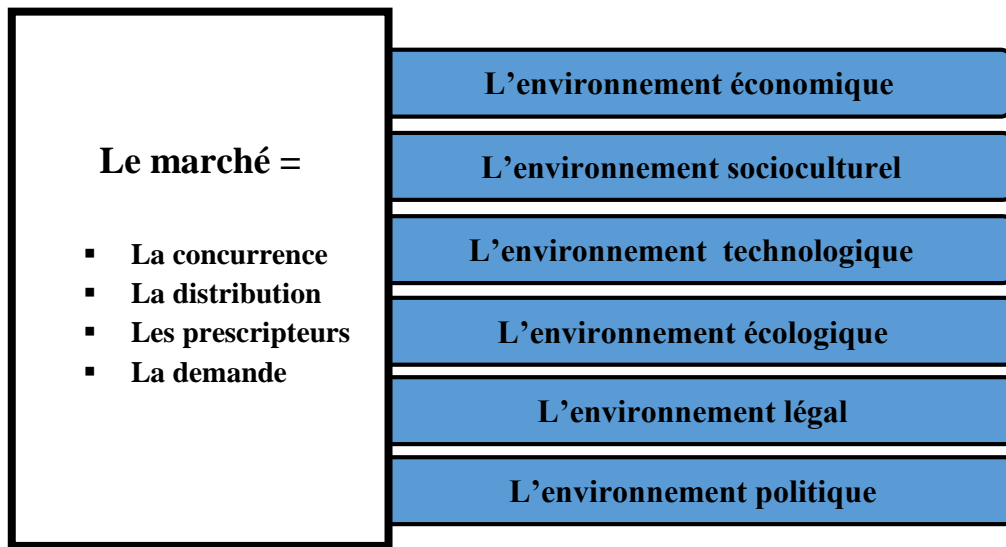 Le marché =
▪ La concurrence
▪ La distribution
▪ Les prescripteurs
▪ La demande
L’environnement économique
L’environnement socioculturel
L’environnement technologique
L’environnement écologique
L’environnement légal
L’environnement politique